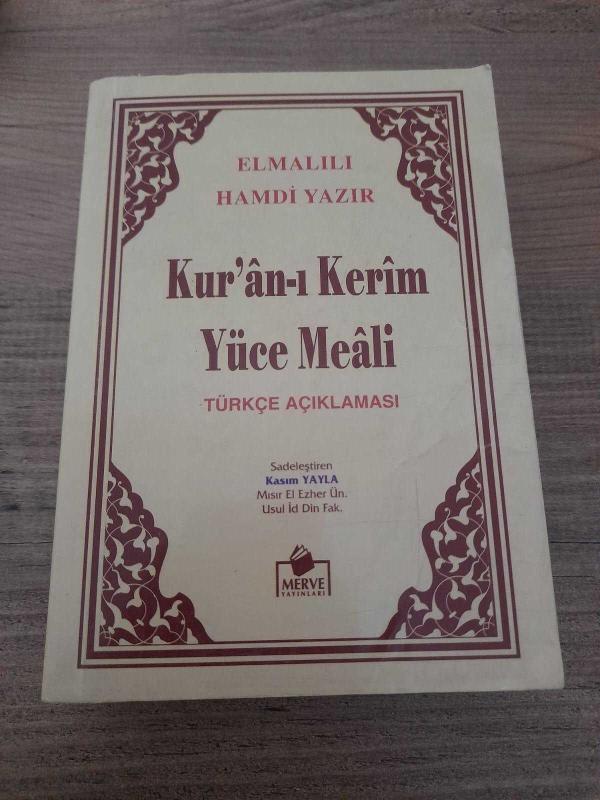 ELMALILI
HAMDİ YAZIR
Kur'ân-ı Kerîm
Yüce Meâli
TÜRKÇE AÇIKLAMASI
Sadeleştiren
Kasım YAYLA
Mısır El Ezher Ün.
Usul İd Din Fak.
MERVE
YAYINLARI